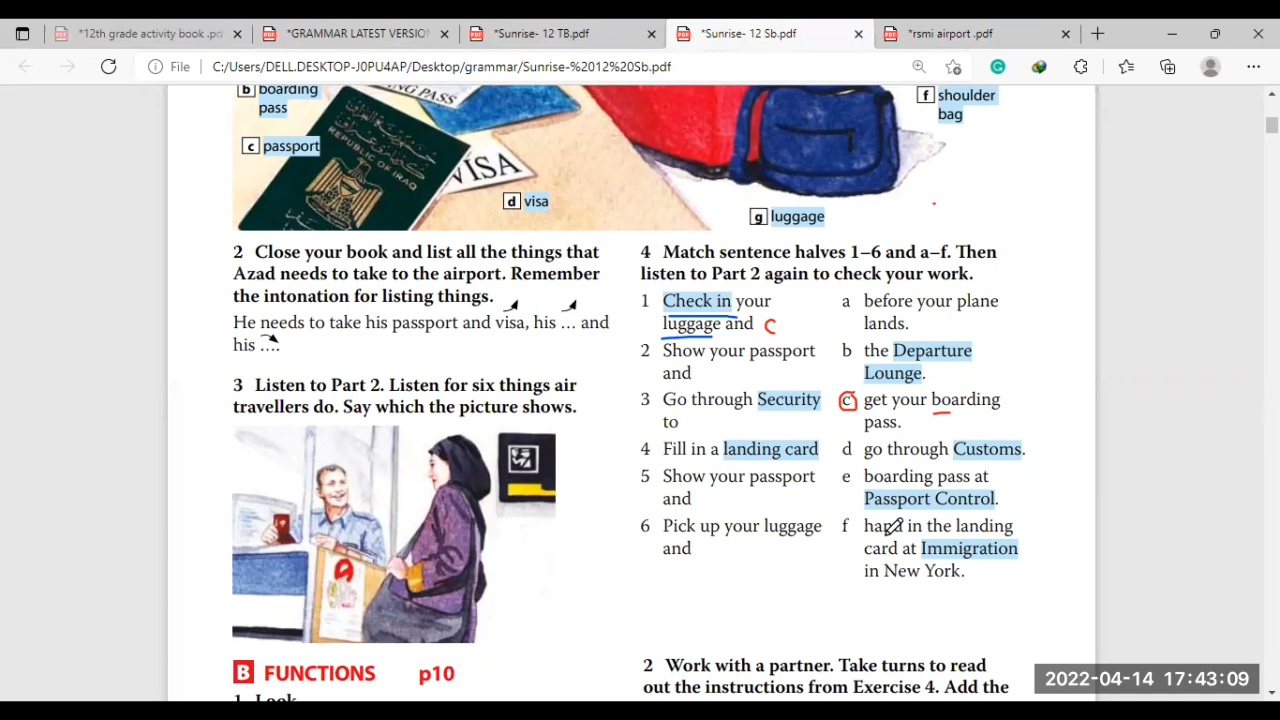 *12th grade activity book .pd
*GRAMMAR LATEST VERSION
*Sunrise- 12 TB.pdf
*Sunrise- 12 Sb.pdf
*rsmi airport .pdf
File C:/Users/DELL.DESKTOP-J0PU4AP/Desktop/grammar/Sunrise-%2012%20Sb.pdf
b boarding
pass
c passport
REPUBLIC OF IRAQ
VISA
d visa
f shoulder
bag
g luggage
2 Close your book and list all the things that
Azad needs to take to the airport. Remember
the intonation for listing things.
He needs to take his passport and visa, his … and
his ….
3 Listen to Part 2. Listen for six things air
travellers do. Say which the picture shows.
4 Match sentence halves 1–6 and a–f. Then
listen to Part 2 again to check your work.
1 Check in your
luggage and c
2 Show your passport
and
3 Go through Security
to
4 Fill in a landing card
5 Show your passport
and
6 Pick up your luggage
and
a before your plane
lands.
b the Departure
Lounge.
c get your boarding
pass.
d go through Customs.
e boarding pass at
Passport Control.
f hand in the landing
card at Immigration
in New York.
B FUNCTIONS p10
1 Look
2 Work with a partner. Take turns to read
out the instructions from Exercise 4. Add the
2022-04-14 17:43:09